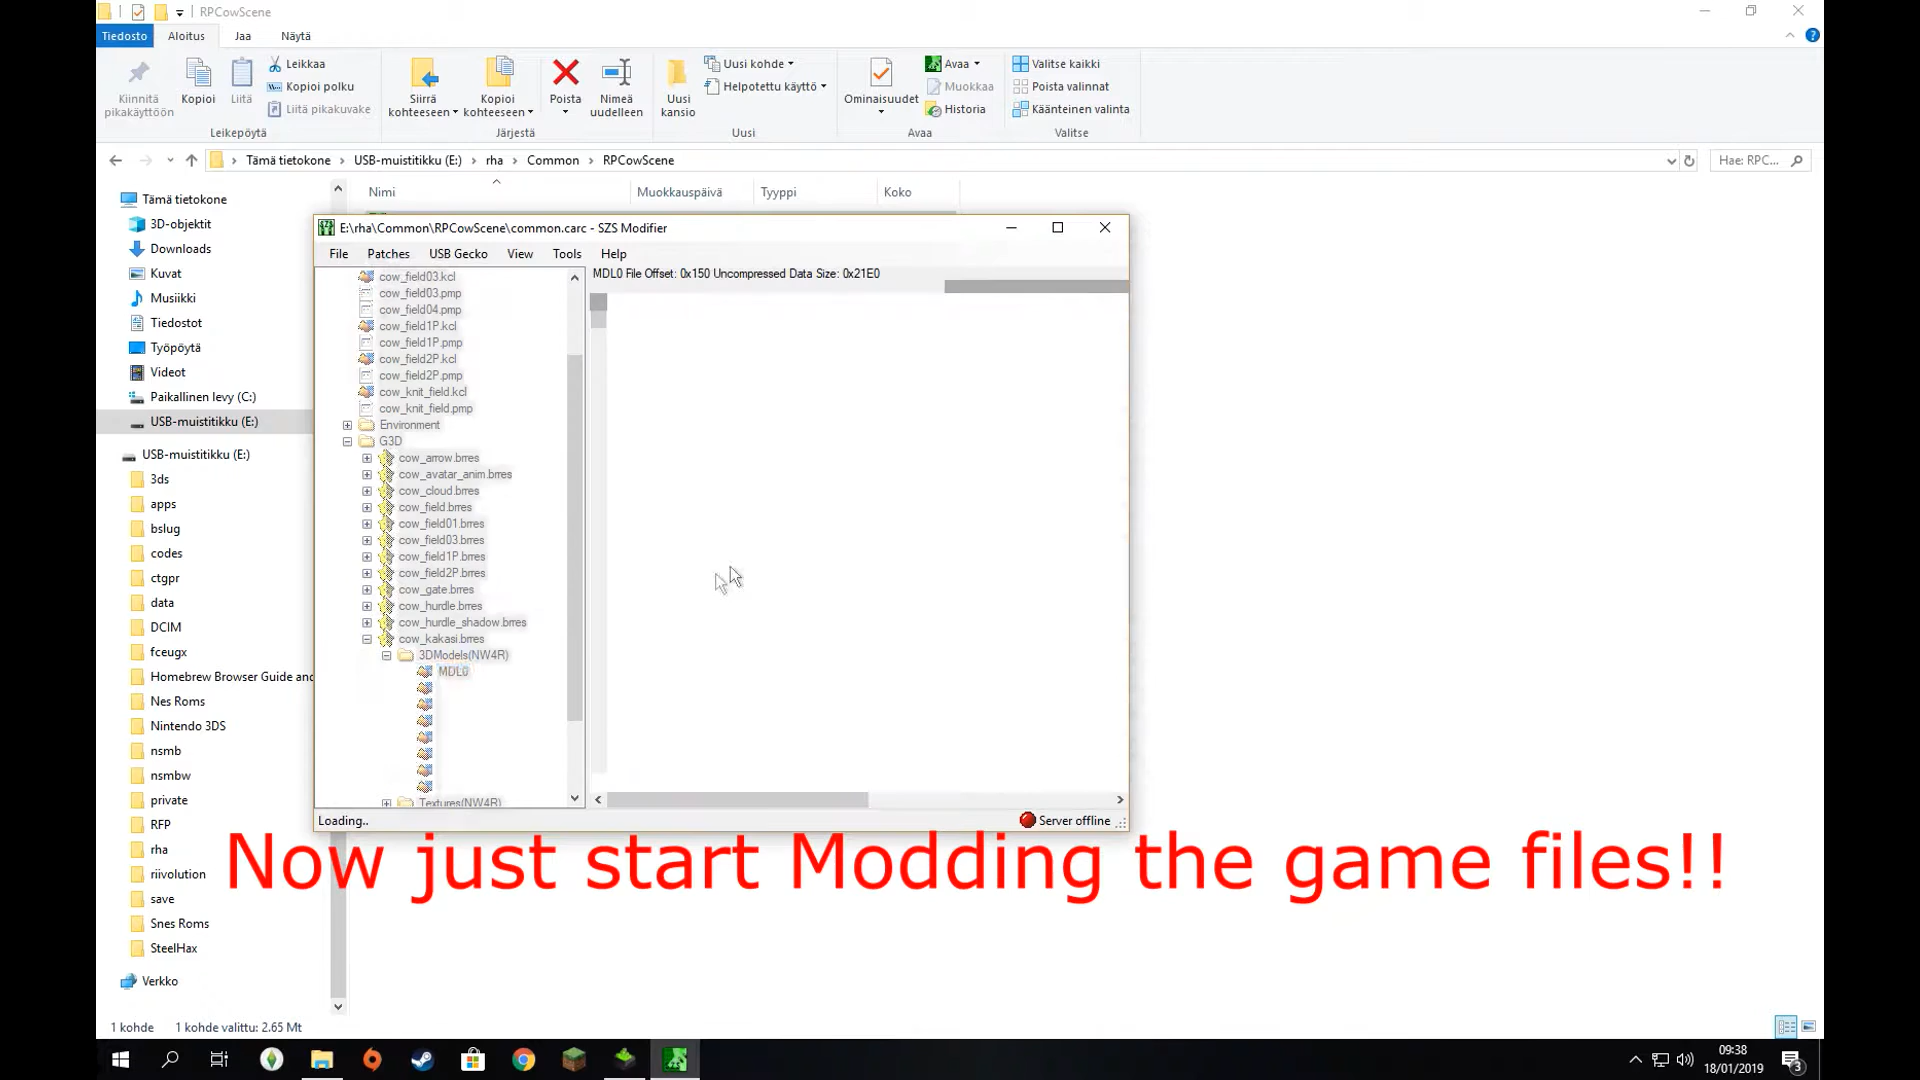 RPCowScene
Tiedosto Aloitus Jaa Näytä
Kiinnitä pikakäyttöön
Kopioi
Liitä
Leikkaa
Kopioi polku
Liitä pikakuvake
Leikepöytä
Siirrä kohteeseen
Kopioi kohteeseen
Poista
Nimeä uudelleen
Järjestä
Uusi kansio
Uusi kohde
Helpotettu käyttö
Uusi
Ominaisuudet
Avaa
Muokkaa
Historia
Avaa
Valitse kaikki
Poista valinnat
Käänteinen valinta
Valitse
Tämä tietokone USB-muistitikku (E:) rha Common RPCowScene
Hae: RPC...
Nimi Muokkauspäivä Tyyppi Koko
Tämä tietokone
3D-objektit
Downloads
Kuvat
Musiikki
Tiedostot
Työpöytä
Videot
Paikallinen levy (C:)
USB-muistitikku (E:)
USB-muistitikku (E:)
3ds
apps
bslug
codes
ctgpr
data
DCIM
fceugx
Homebrew Browser Guide and
Nes Roms
Nintendo 3DS
nsmb
nsmbw
private
RFP
rha
riivolution
save
Snes Roms
SteelHax
Verkko
E:\rha\Common\RPCowScene\common.carc - SZS Modifier
File Patches USB Gecko View Tools Help
MDL0 File Offset: 0x150 Uncompressed Data Size: 0x21E0
cow_field03.kcl
cow_field03.pmp
cow_field04.pmp
cow_field1P.kcl
cow_field1P.pmp
cow_field2P.kcl
cow_field2P.pmp
cow_knit_field.kcl
cow_knit_field.pmp
Environment
G3D
cow_arrow.brres
cow_avatar_anim.brres
cow_cloud.brres
cow_field.brres
cow_field01.brres
cow_field03.brres
cow_field1P.brres
cow_field2P.brres
cow_gate.brres
cow_hurdle.brres
cow_hurdle_shadow.brres
cow_kakasi.brres
3DModels(NW4R)
MDL0
Textures(NW4R)
Loading..
Server offline
Now just start Modding the game files!!
1 kohde 1 kohde valittu: 2.65 Mt
09:38
18/01/2019
3